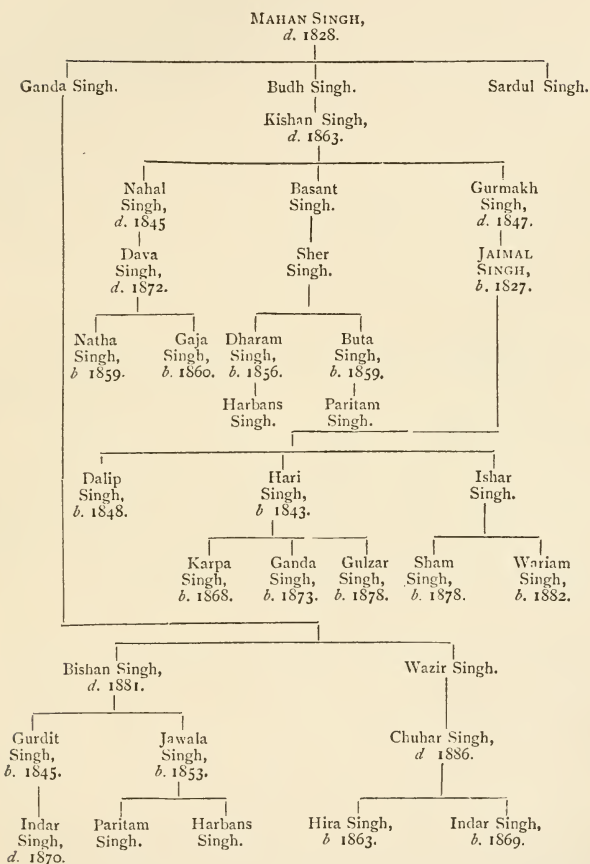 MAHAN SINGH,
d. 1828.
Ganda Singh. Budh Singh. Sardul Singh.
Kishan Singh,
d. 1863.
Nahal Basant Gurmakh
Singh, Singh. Singh,
d. 1845 d. 1847.
Dava Sher JAIMAL
Singh, Singh. SINGH,
d. 1872. b. 1827.
Natha Gaja Dharam Buta
Singh, Singh, Singh, Singh,
b 1859. b. 1860. b. 1856. b. 1859.
Harbans Paritam
Singh. Singh.
Dalip Hari Ishar
Singh, Singh, Singh.
b. 1848. b 1843.
Karpa Ganda Gulzar Sham Wariam
Singh, Singh, Singh, Singh, Singh,
b. 1868. b. 1873. b. 1878. b. 1878. b. 1882.
Bishan Singh, Wazir Singh.
d. 1881.
Gurdit Jawala Chuhar Singh,
Singh, Singh, d 1886.
b. 1845. b. 1853.
Indar Paritam Harbans Hira Singh, Indar Singh,
Singh, Singh. Singh. b 1863. b. 1869.
d. 1870.